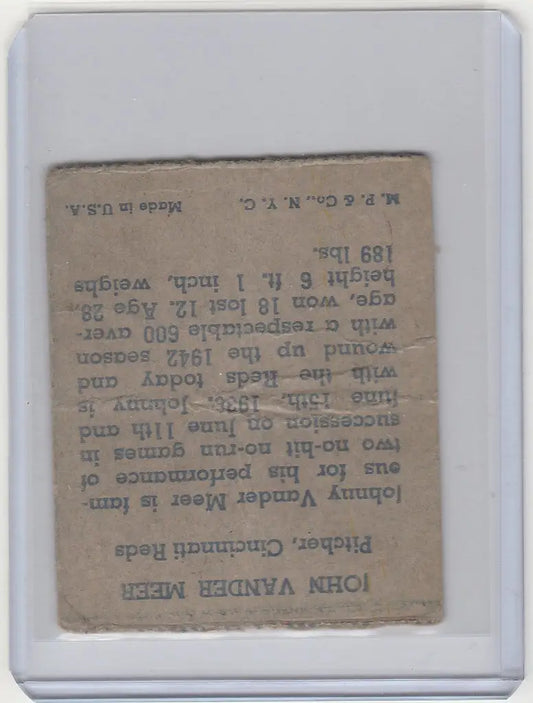 JOHN VANDER MEER
Pitcher, Cincinnati Reds
Johnny Vander Meer is fam-
ous for his performance of
two no-hit no-run games in
succession on June 11th and
June 15th, 1938. Johnny is
with the Reds and today and
wound up the 1942 season
with a respectable 600 aver-
age, won 18 lost 12. Age 28,
height 6 ft. 1 inch, weighs
189 lbs.
M. P. & Co., N. Y. C. Made in U.S.A.